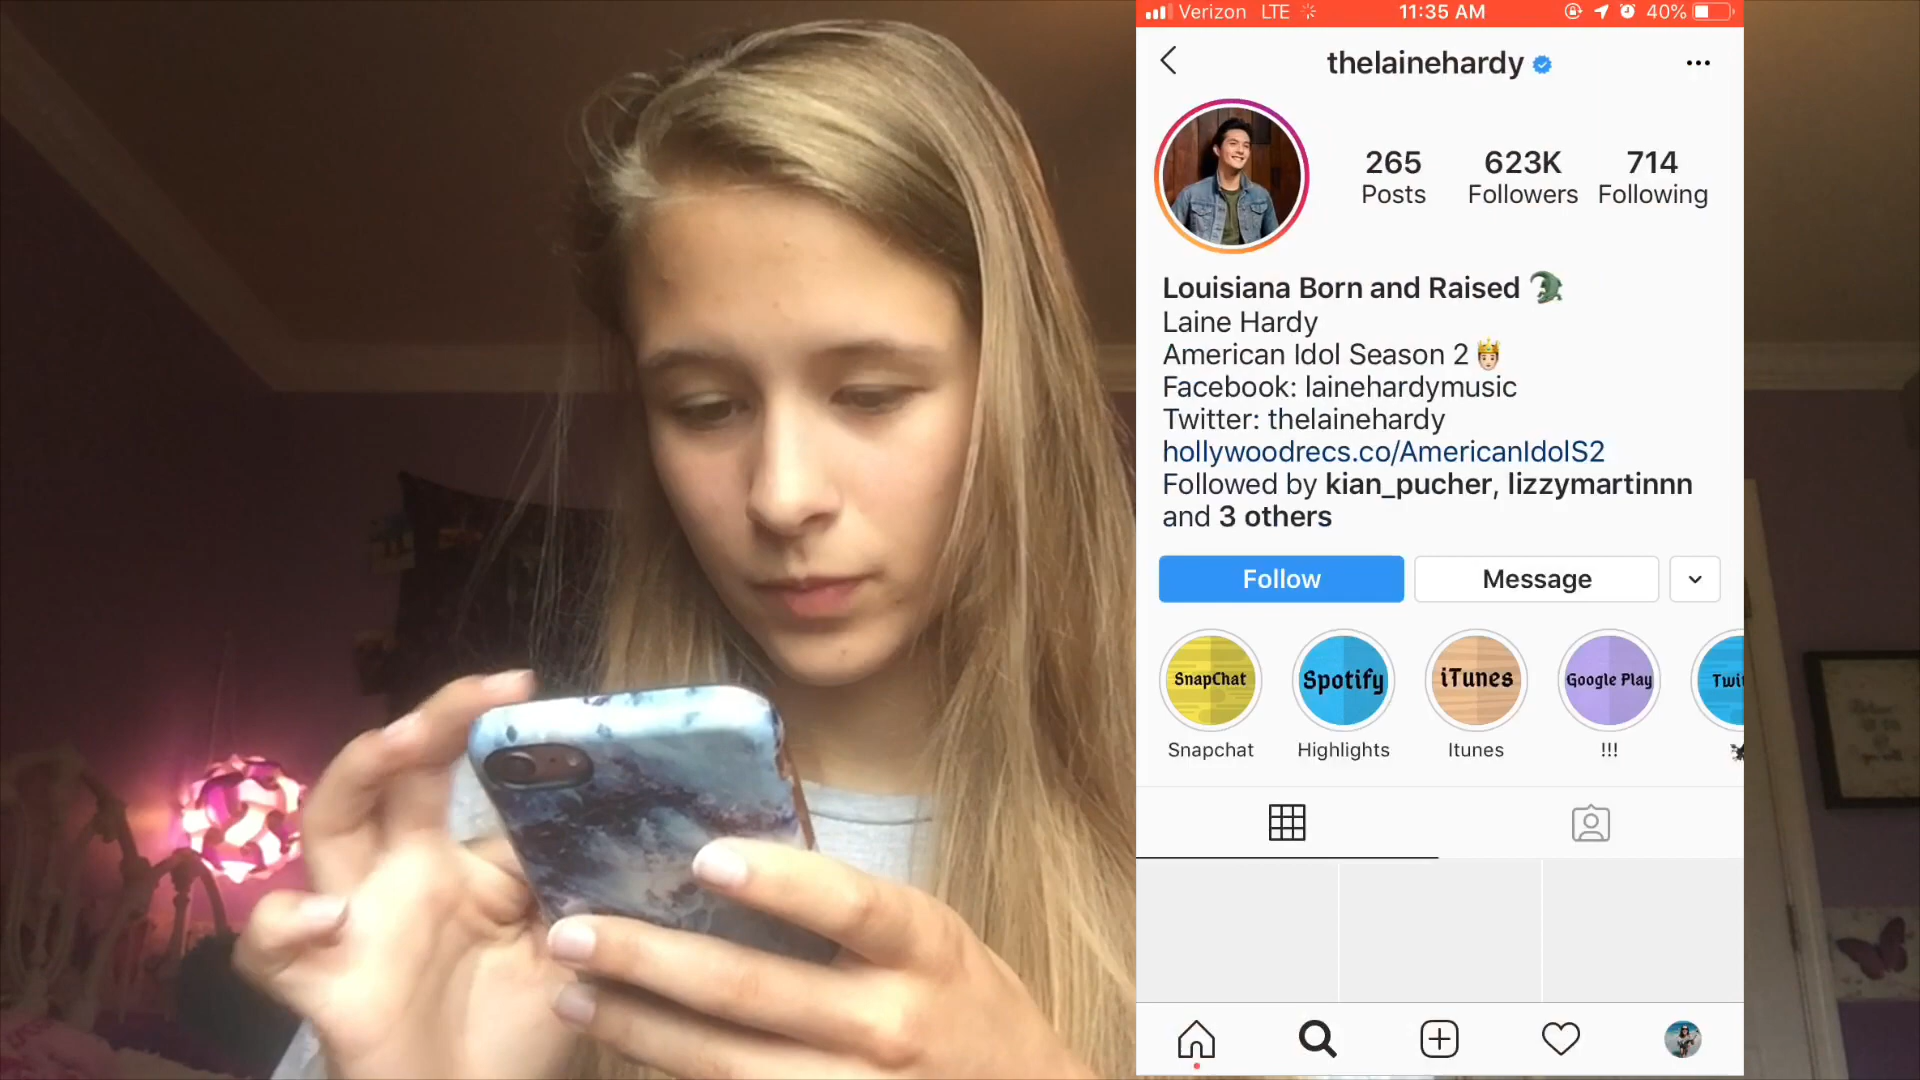 Verizon LTE 11:35 AM 40%
thelainehardy
265 623K 714
Posts Followers Following
Louisiana Born and Raised
Laine Hardy
American Idol Season 2
Facebook: lainehardymusic
Twitter: thelainehardy
hollywoodrecs.co/AmericanIdolS2
Followed by kian_pucher, lizzymartinnn
and 3 others
Follow Message
SnapChat Spotify iTunes Google Play Twi
Snapchat Highlights Itunes !!!